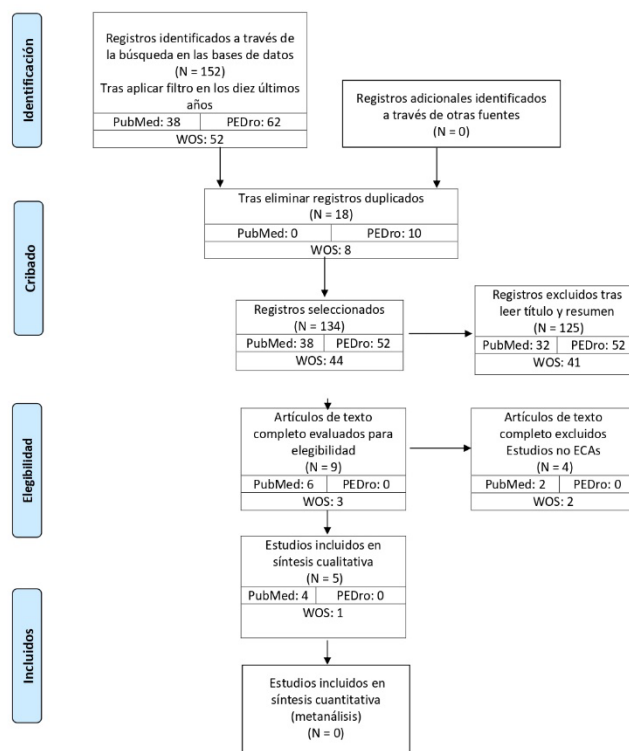 Identificación
Registros identificados a través de
la búsqueda en las bases de datos
(N = 152)
Tras aplicar filtro en los diez últimos
años
PubMed: 38 PEDro: 62
WOS: 52
Registros adicionales identificados
a través de otras fuentes
(N = 0)
Cribado
Tras eliminar registros duplicados
(N = 18)
PubMed: 0 PEDro: 10
WOS: 8
Registros seleccionados
(N = 134)
PubMed: 38 PEDro: 52
WOS: 44
Registros excluidos tras
leer título y resumen
(N = 125)
PubMed: 32 PEDro: 52
WOS: 41
Elegibilidad
Artículos de texto
completo evaluados para
elegibilidad
(N = 9)
PubMed: 6 PEDro: 0
WOS: 3
Artículos de texto
completo excluidos
Estudios no ECAs
(N = 4)
PubMed: 2 PEDro: 0
WOS: 2
Incluidos
Estudios incluidos en
síntesis cualitativa
(N = 5)
PubMed: 4 PEDro: 0
WOS: 1
Estudios incluidos en
síntesis cuantitativa
(metanálisis)
(N = 0)